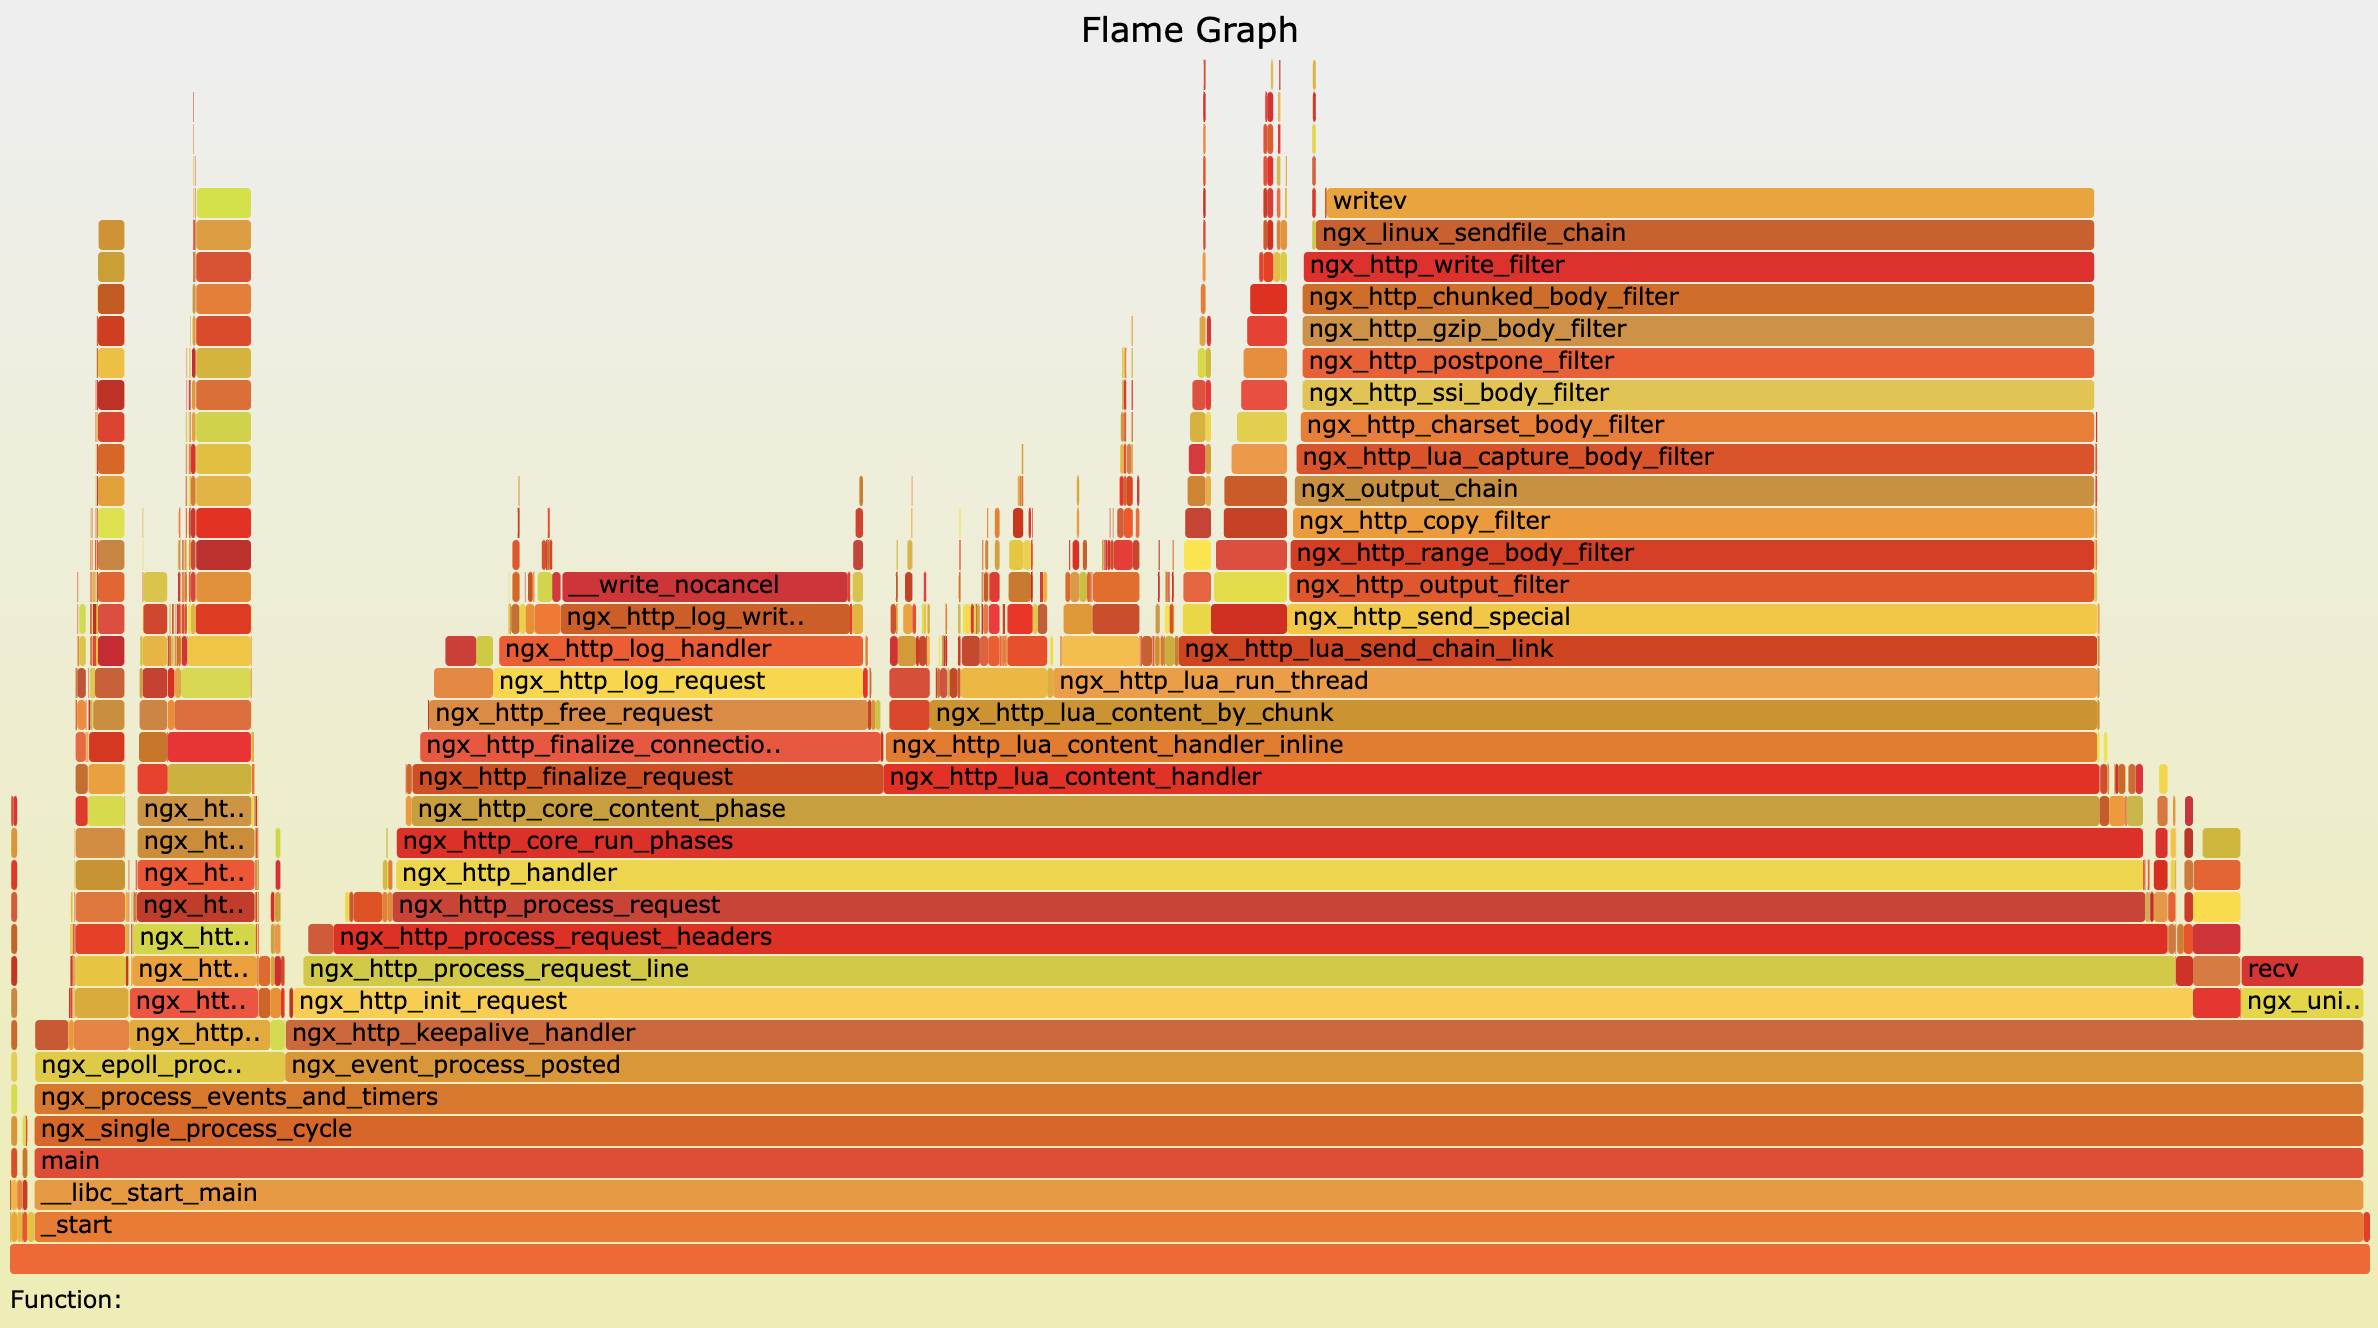 Flame Graph
writev
ngx_linux_sendfile_chain
ngx_http_write_filter
ngx_http_chunked_body_filter
ngx_http_gzip_body_filter
ngx_http_postpone_filter
ngx_http_ssi_body_filter
ngx_http_charset_body_filter
ngx_http_lua_capture_body_filter
ngx_output_chain
ngx_http_copy_filter
ngx_http_range_body_filter
__write_nocancel ngx_http_output_filter
ngx_http_log_writ.. ngx_http_send_special
ngx_http_log_handler ngx_http_lua_send_chain_link
ngx_http_log_request ngx_http_lua_run_thread
ngx_http_free_request ngx_http_lua_content_by_chunk
ngx_http_finalize_connectio.. ngx_http_lua_content_handler_inline
ngx_http_finalize_request ngx_http_lua_content_handler
ngx_ht.. ngx_http_core_content_phase
ngx_ht.. ngx_http_core_run_phases
ngx_ht.. ngx_http_handler
ngx_ht.. ngx_http_process_request
ngx_htt.. ngx_http_process_request_headers
ngx_htt.. ngx_http_process_request_line recv
ngx_htt.. ngx_http_init_request ngx_uni..
ngx_http.. ngx_http_keepalive_handler
ngx_epoll_proc.. ngx_event_process_posted
ngx_process_events_and_timers
ngx_single_process_cycle
main
__libc_start_main
_start
Function: